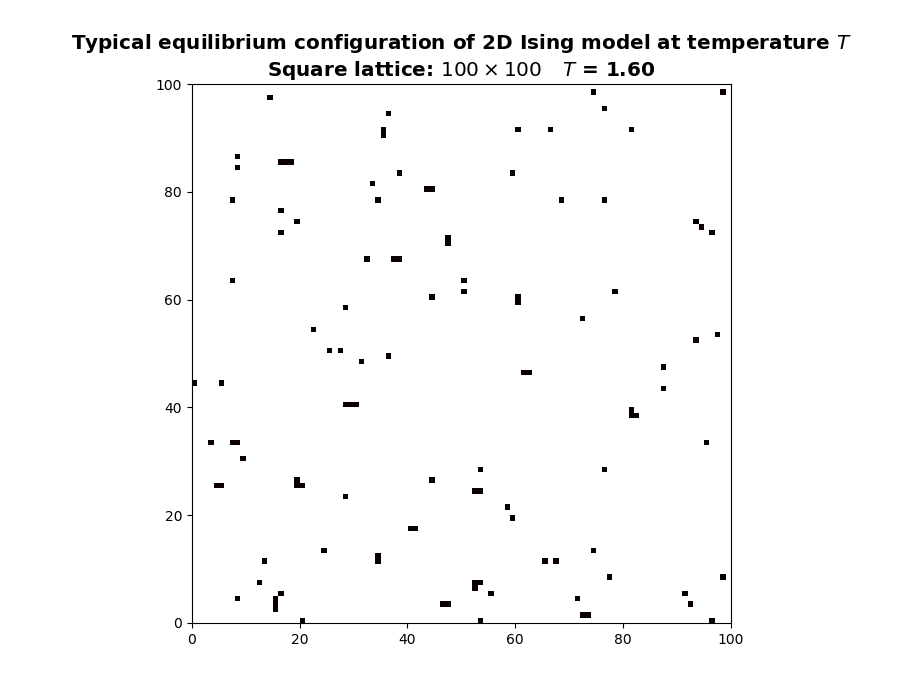 Typical equilibrium configuration of 2D Ising model at temperature T
Square lattice: 100 × 100 T = 1.60
100
80
60
40
20
0
0 20 40 60 80 100